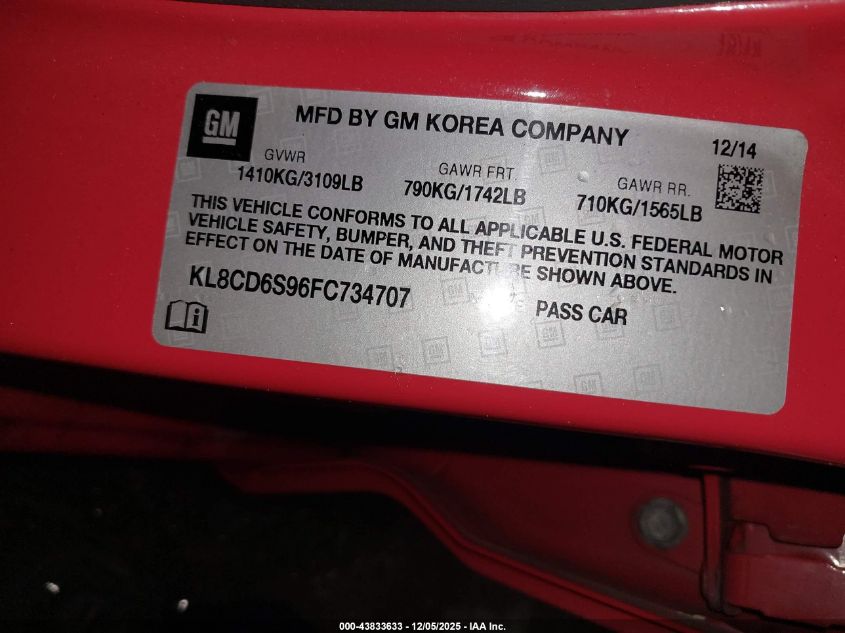 GM
MFD BY GM KOREA COMPANY
12/14
GVWR
1410KG/3109LB
GAWR FRT.
790KG/1742LB
GAWR RR.
710KG/1565LB
THIS VEHICLE CONFORMS TO ALL APPLICABLE U.S. FEDERAL MOTOR
VEHICLE SAFETY, BUMPER, AND THEFT PREVENTION STANDARDS IN
EFFECT ON THE DATE OF MANUFACTURE SHOWN ABOVE.
KL8CD6S96FC734707
PASS CAR
000-43833633 - 12/05/2025 - IAA Inc.